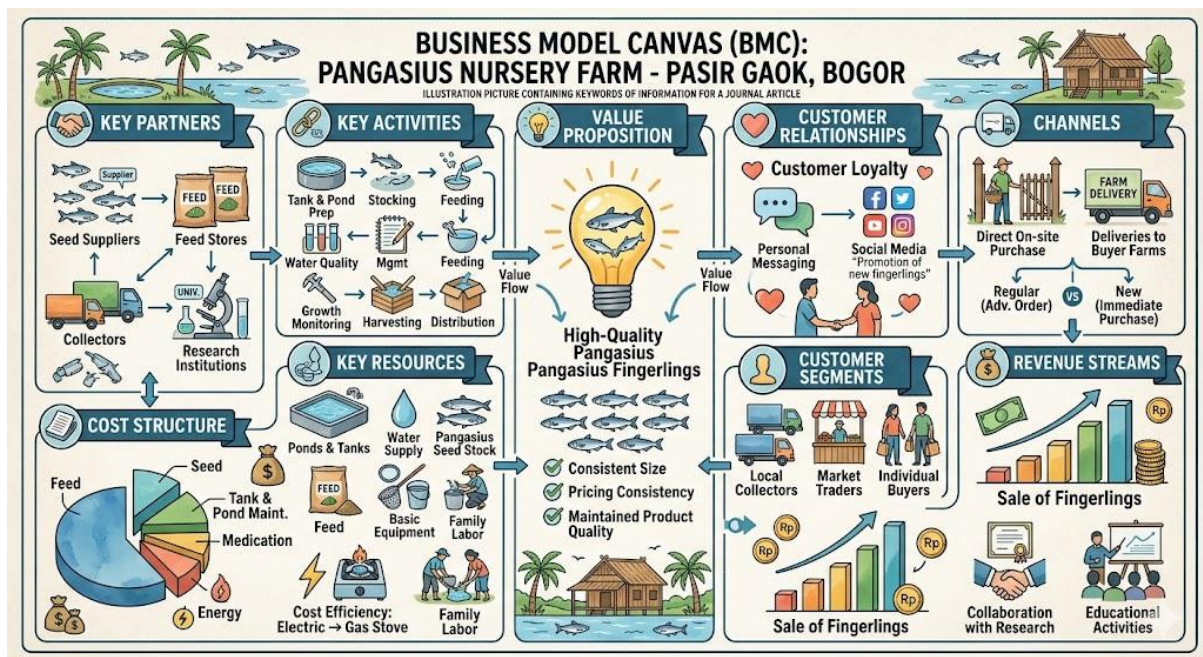 BUSINESS MODEL CANVAS (BMC):
PANGASIUS NURSERY FARM - PASIR GAOK, BOGOR
ILLUSTRATION PICTURE CONTAINING KEYWORDS OF INFORMATION FOR A JOURNAL ARTICLE
KEY PARTNERS
Supplier
FEED
FEED
Seed Suppliers
Feed Stores
UNIV.
Collectors
Research
Institutions
KEY ACTIVITIES
Tank & Pond
Prep
Stocking
Feeding
Water Quality
Mgmt
Feeding
Growth
Monitoring
Harvesting
Distribution
VALUE
PROPOSITION
Value
Flow
Value
Flow
High-Quality
Pangasius
Pangasius Fingerlings
Consistent Size
Pricing Consistency
Maintained Product
Quality
CUSTOMER
RELATIONSHIPS
Customer Loyalty
Personal
Messaging
Social Media
"Promotion of
new fingerlings"
CHANNELS
FARM
DELIVERY
Direct On-site
Purchase
Deliveries to
Buyer Farms
Regular
(Adv. Order)
VS
New
(Immediate
Purchase)
COST STRUCTURE
Feed
Seed
Tank &
Pond Maint.
Medication
Energy
$
KEY RESOURCES
Ponds & Tanks
Water
Supply
Pangasius
Seed Stock
$
FEED
Feed
Basic
Equipment
Family
Labor
Cost Efficiency:
Electric → Gas Stove
Family
Labor
CUSTOMER
SEGMENTS
Local
Collectors
Market
Traders
Individual
Buyers
Rp
Rp
Rp
Rp
Sale of Fingerlings
REVENUE STREAMS
$
$
Rp
Sale of Fingerlings
Collaboration
with Research
Educational
Activities